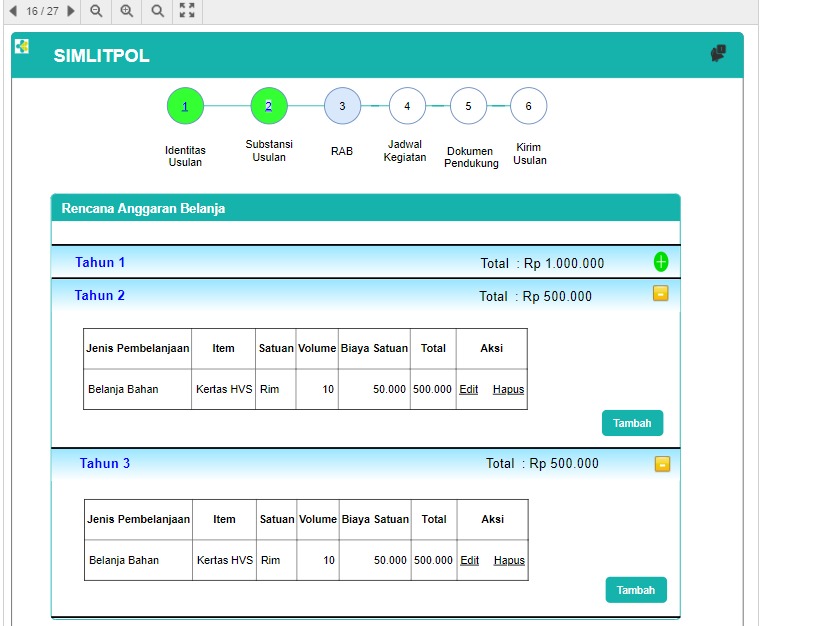 16 / 27
SIMLITPOL
1 2 3 4 5 6
Identitas Usulan
Substansi Usulan
RAB
Jadwal Kegiatan
Dokumen Pendukung
Kirim Usulan
Rencana Anggaran Belanja
Tahun 1 Total : Rp 1.000.000
Tahun 2 Total : Rp 500.000
Jenis Pembelanjaan Item Satuan Volume Biaya Satuan Total Aksi
Belanja Bahan Kertas HVS Rim 10 50.000 500.000 Edit Hapus
Tambah
Tahun 3 Total : Rp 500.000
Jenis Pembelanjaan Item Satuan Volume Biaya Satuan Total Aksi
Belanja Bahan Kertas HVS Rim 10 50.000 500.000 Edit Hapus
Tambah